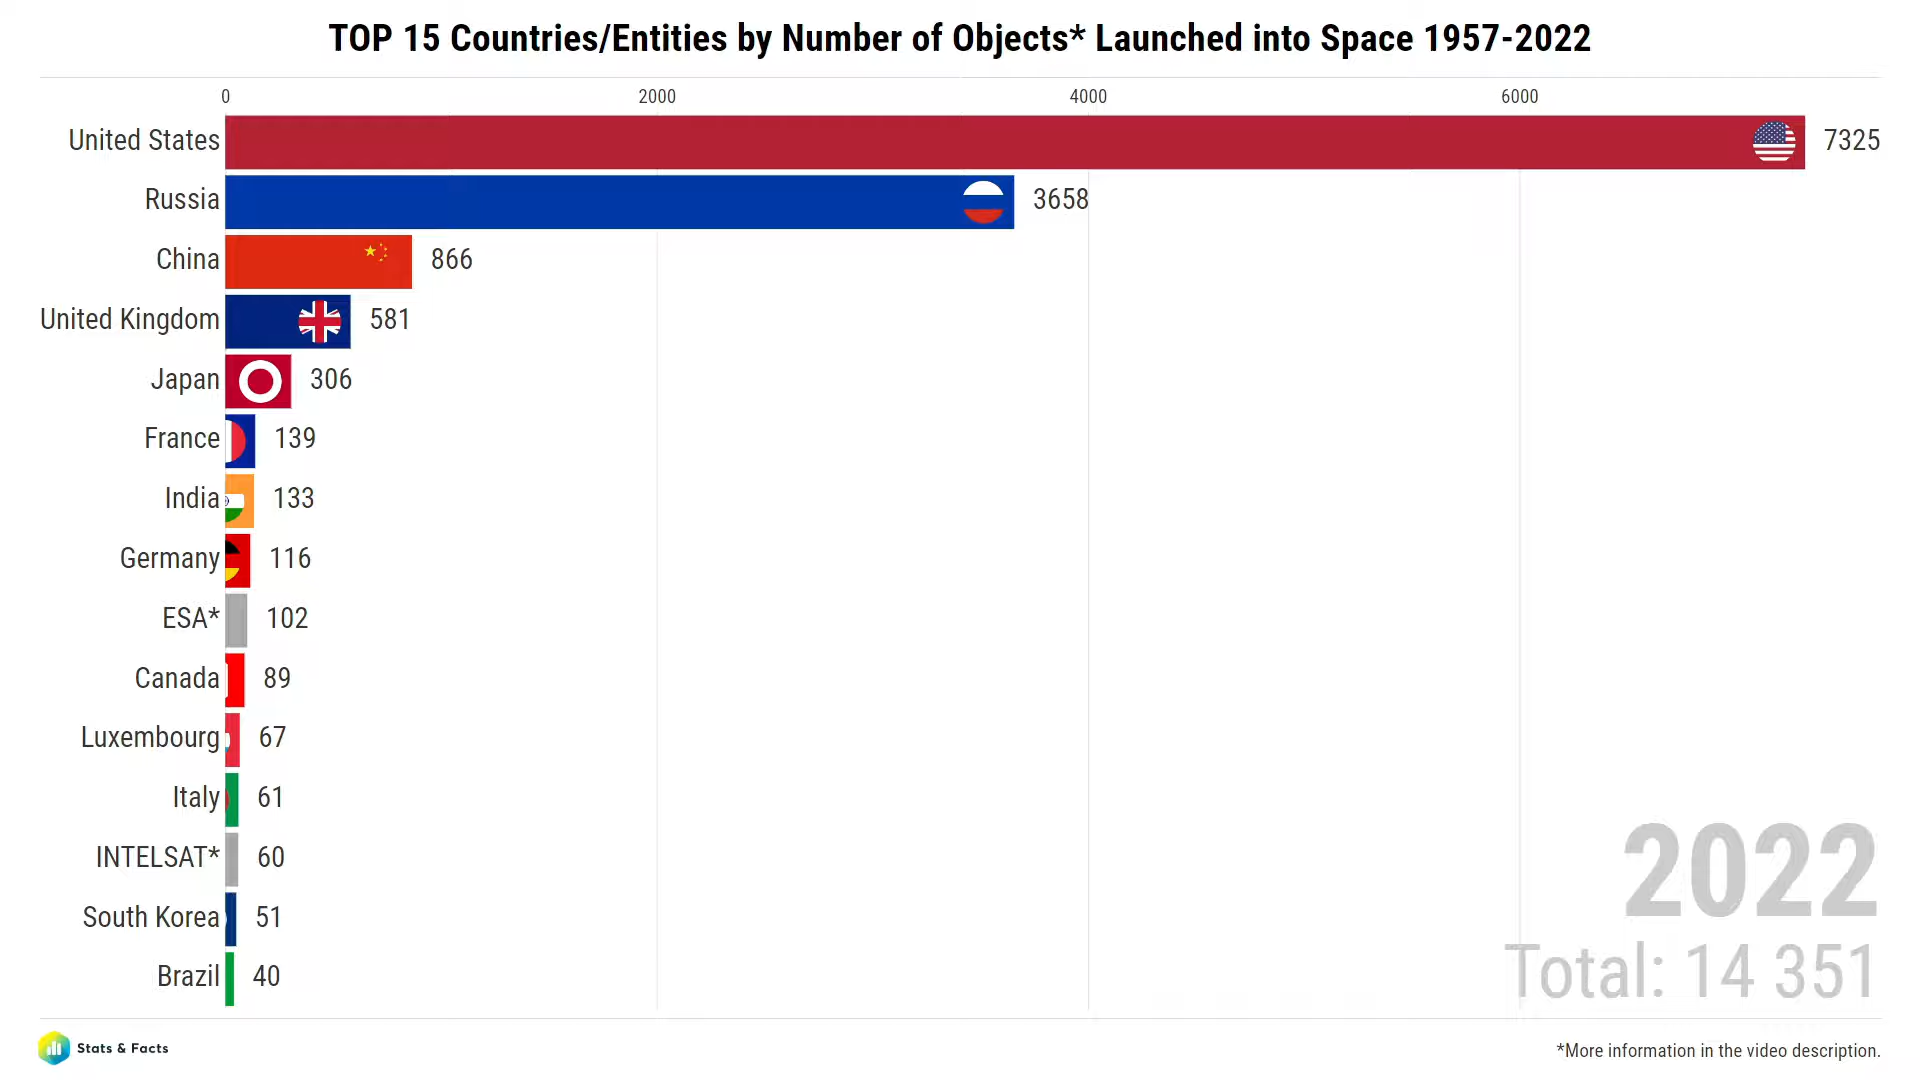 TOP 15 Countries/Entities by Number of Objects* Launched into Space 1957-2022
0 2000 4000 6000
United States 7325
Russia 3658
China 866
United Kingdom 581
Japan 306
France 139
India 133
Germany 116
ESA* 102
Canada 89
Luxembourg 67
Italy 61
INTELSAT* 60
South Korea 51
Brazil 40
2022
Total: 14 351
Stats & Facts
*More information in the video description.